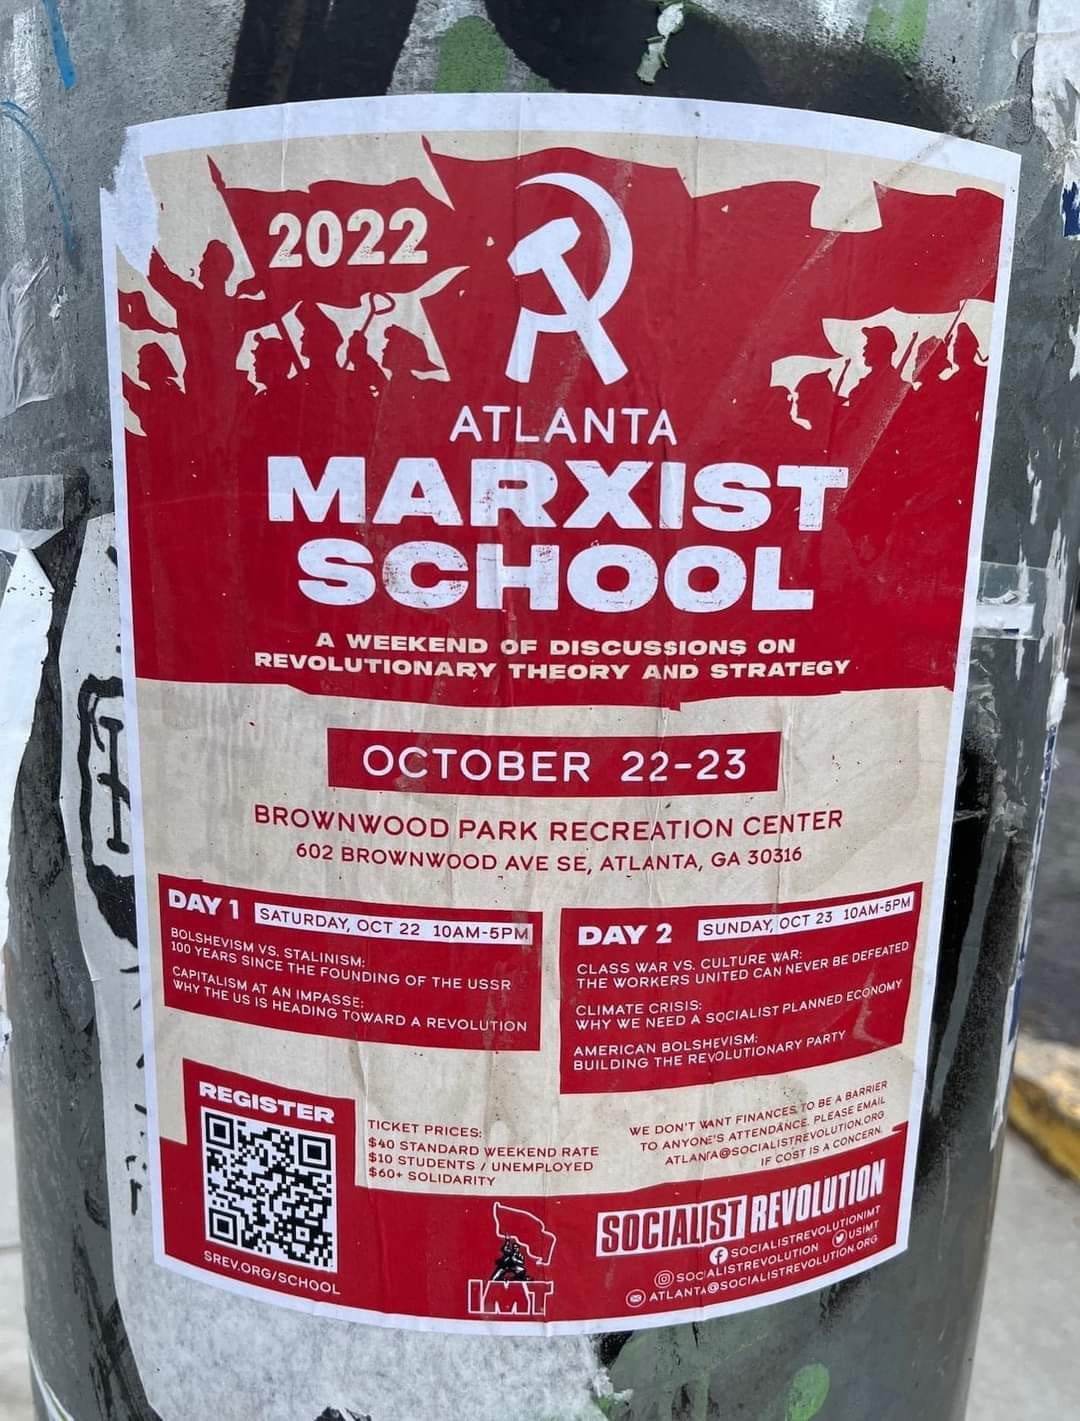 2022
ATLANTA
MARXIST
SCHOOL
A WEEKEND OF DISCUSSIONS ON
REVOLUTIONARY THEORY AND STRATEGY
OCTOBER 22-23
BROWNWOOD PARK RECREATION CENTER
602 BROWNWOOD AVE SE, ATLANTA, GA 30316
DAY 1 SATURDAY, OCT 22 10AM-5PM
BOLSHEVISM VS. STALINISM:
100 YEARS SINCE THE FOUNDING OF THE USSR
CAPITALISM AT AN IMPASSE:
WHY THE US IS HEADING TOWARD A REVOLUTION
DAY 2 SUNDAY, OCT 23 10AM-5PM
CLASS WAR VS. CULTURE WAR:
THE WORKERS UNITED CAN NEVER BE DEFEATED
CLIMATE CRISIS:
WHY WE NEED A SOCIALIST PLANNED ECONOMY
AMERICAN BOLSHEVISM:
BUILDING THE REVOLUTIONARY PARTY
REGISTER
SREV.ORG/SCHOOL
TICKET PRICES:
$40 STANDARD WEEKEND RATE
$10 STUDENTS / UNEMPLOYED
$60+ SOLIDARITY
WE DON'T WANT FINANCES TO BE A BARRIER
TO ANYONE'S ATTENDANCE. PLEASE EMAIL
ATLANTA@SOCIALISTREVOLUTION.ORG
IF COST IS A CONCERN.
IMT
SOCIALIST REVOLUTION
SOCIALISTREVOLUTIONIMT
SOCIALISTREVOLUTION USIMT
ATLANTA@SOCIALISTREVOLUTION.ORG